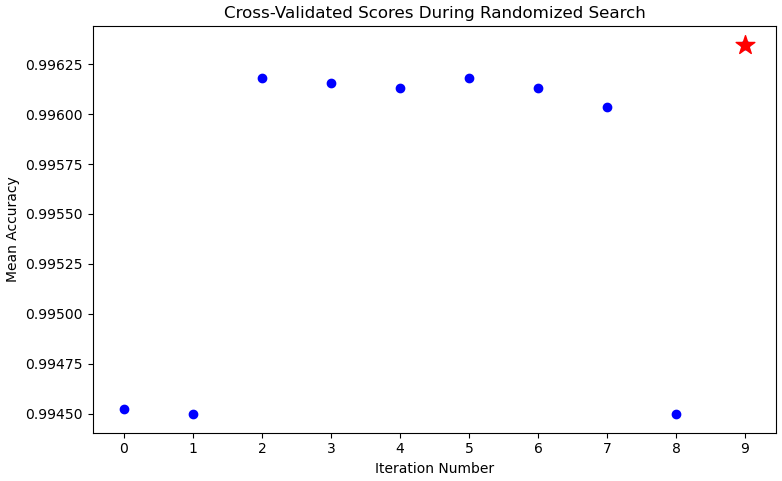 Cross-Validated Scores During Randomized Search
Mean Accuracy
0.99625
0.99600
0.99575
0.99550
0.99525
0.99500
0.99475
0.99450
0 1 2 3 4 5 6 7 8 9
Iteration Number